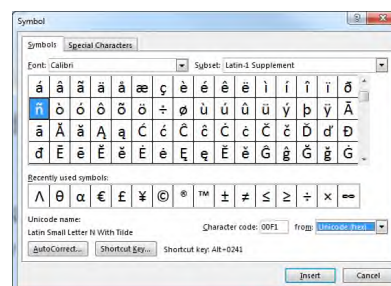 Symbol
Symbols Special Characters
Font: Calibri Subset: Latin-1 Supplement
á â ã ä å æ ç è é ê ë ì í î ï ð
ñ ò ó ô õ ö ÷ ø ù ú û ü ý þ ÿ Ā
ā Ă ă Ą ą Ć ć Ĉ ĉ Ċ ċ Č č Ď ď Đ
đ Ē ē Ĕ ĕ Ė ė Ę ę Ě ě Ĝ ĝ Ğ ğ Ġ
Recently used symbols:
Λ θ α € £ ¥ © ® ™ ± ≠ ≤ ≥ ÷ × ∞
Unicode name:
Latin Small Letter N With Tilde
Character code: 00F1 from: Unicode (hex)
AutoCorrect... Shortcut Key... Shortcut key: Alt+0241
Insert Cancel